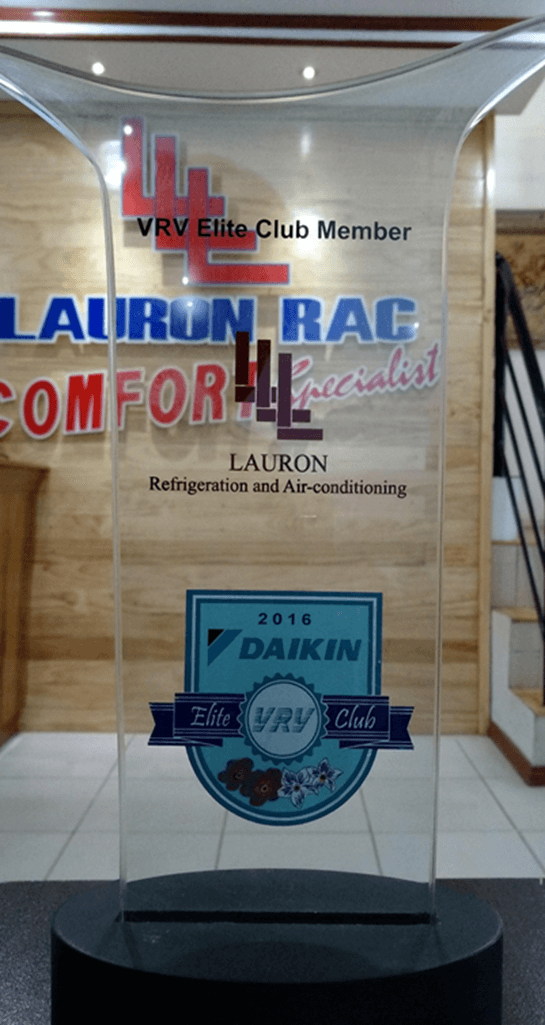 VRV Elite Club Member
LAURON RAC
COMFORT Specialist
LAURON
Refrigeration and Air-conditioning
2016
DAIKIN
Elite VRV Club